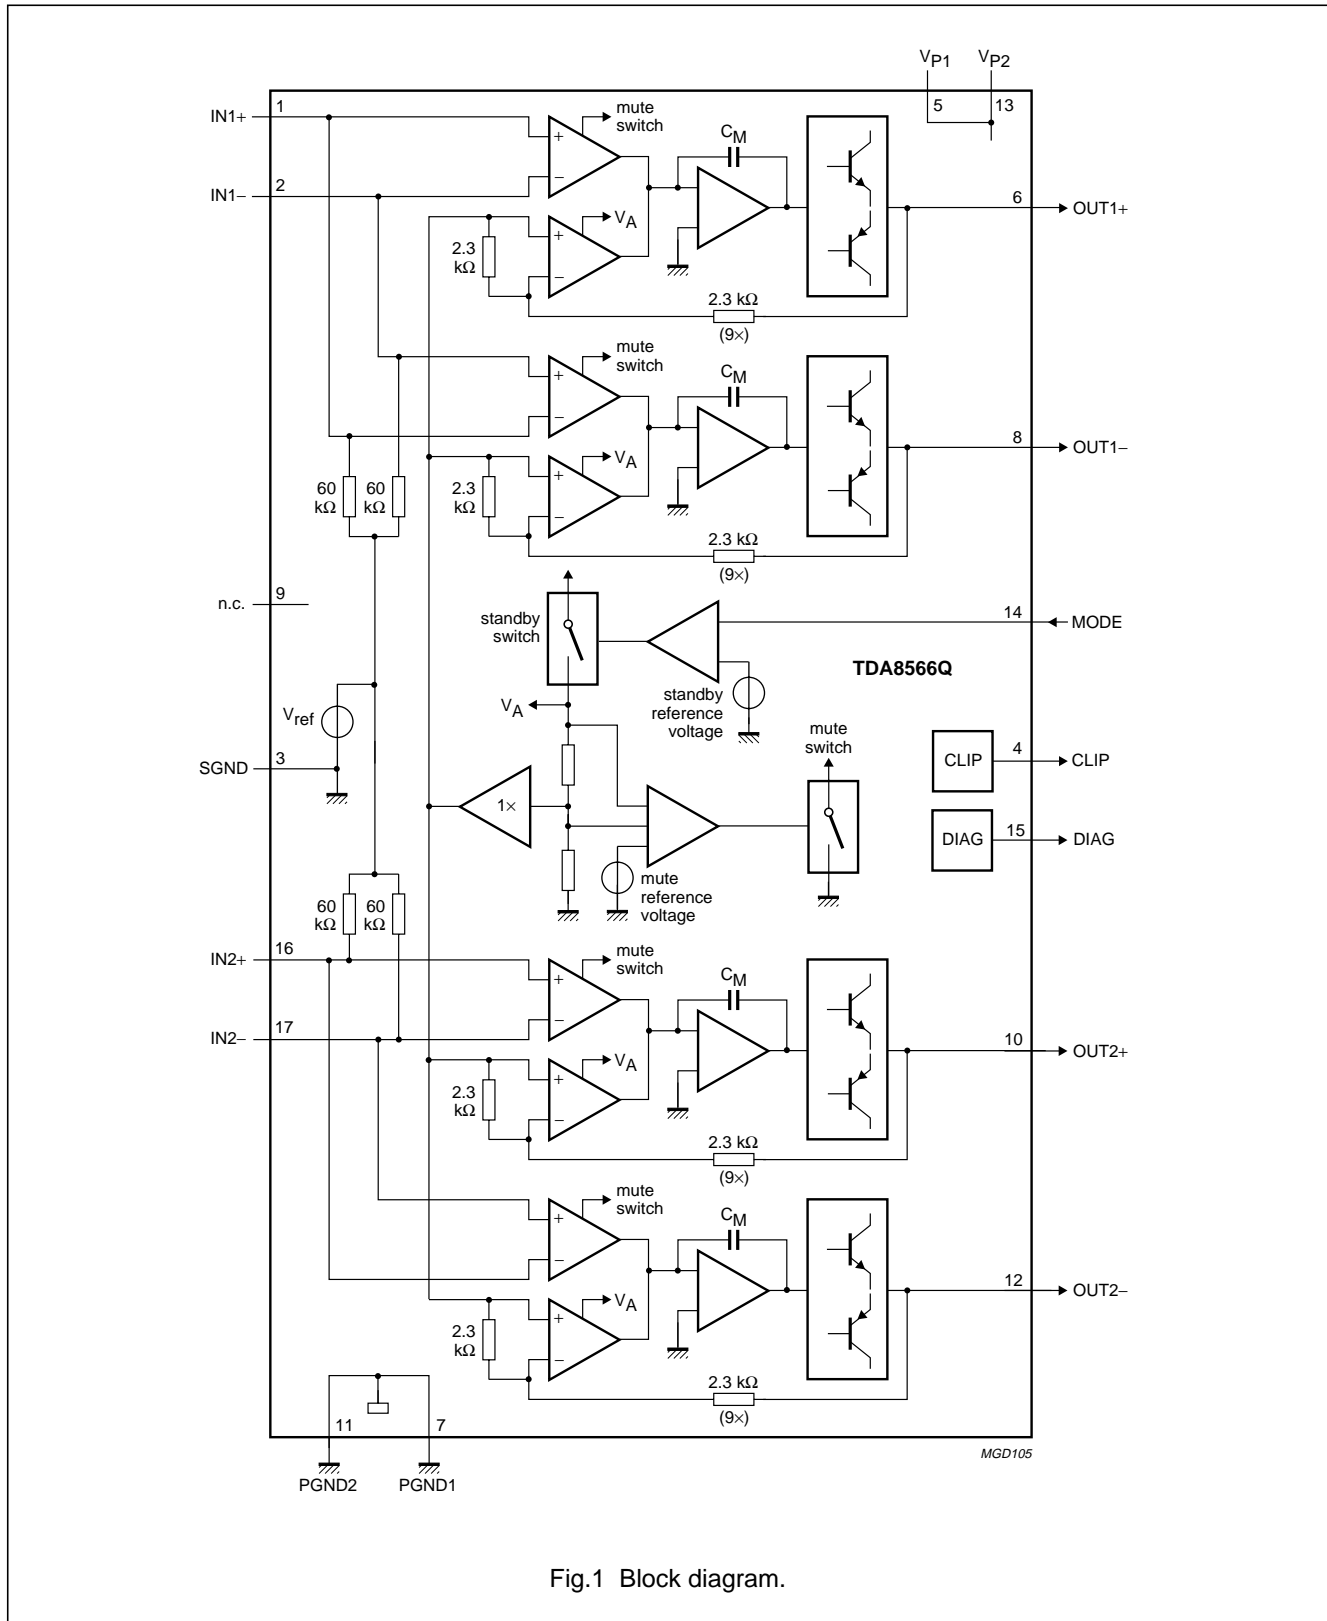 VP1 VP2
5 13
IN1+ 1
mute
switch
CM
+
−
IN1− 2
6 OUT1+
VA
2.3
kΩ
+
−
2.3 kΩ
(9×)
mute
switch
CM
+
−
8 OUT1−
VA
60
kΩ
60
kΩ
2.3
kΩ
+
−
2.3 kΩ
(9×)
n.c. 9
standby
switch
14 MODE
TDA8566Q
standby
reference
voltage
VA
Vref
mute
switch
SGND 3
CLIP 4 CLIP
1×
DIAG 15 DIAG
mute
reference
voltage
60
kΩ
60
kΩ
IN2+ 16
mute
switch
CM
+
−
IN2− 17
10 OUT2+
VA
2.3
kΩ
+
−
2.3 kΩ
(9×)
mute
switch
CM
+
−
12 OUT2−
VA
2.3
kΩ
+
−
2.3 kΩ
(9×)
11 7
PGND2 PGND1
MGD105
Fig.1 Block diagram.